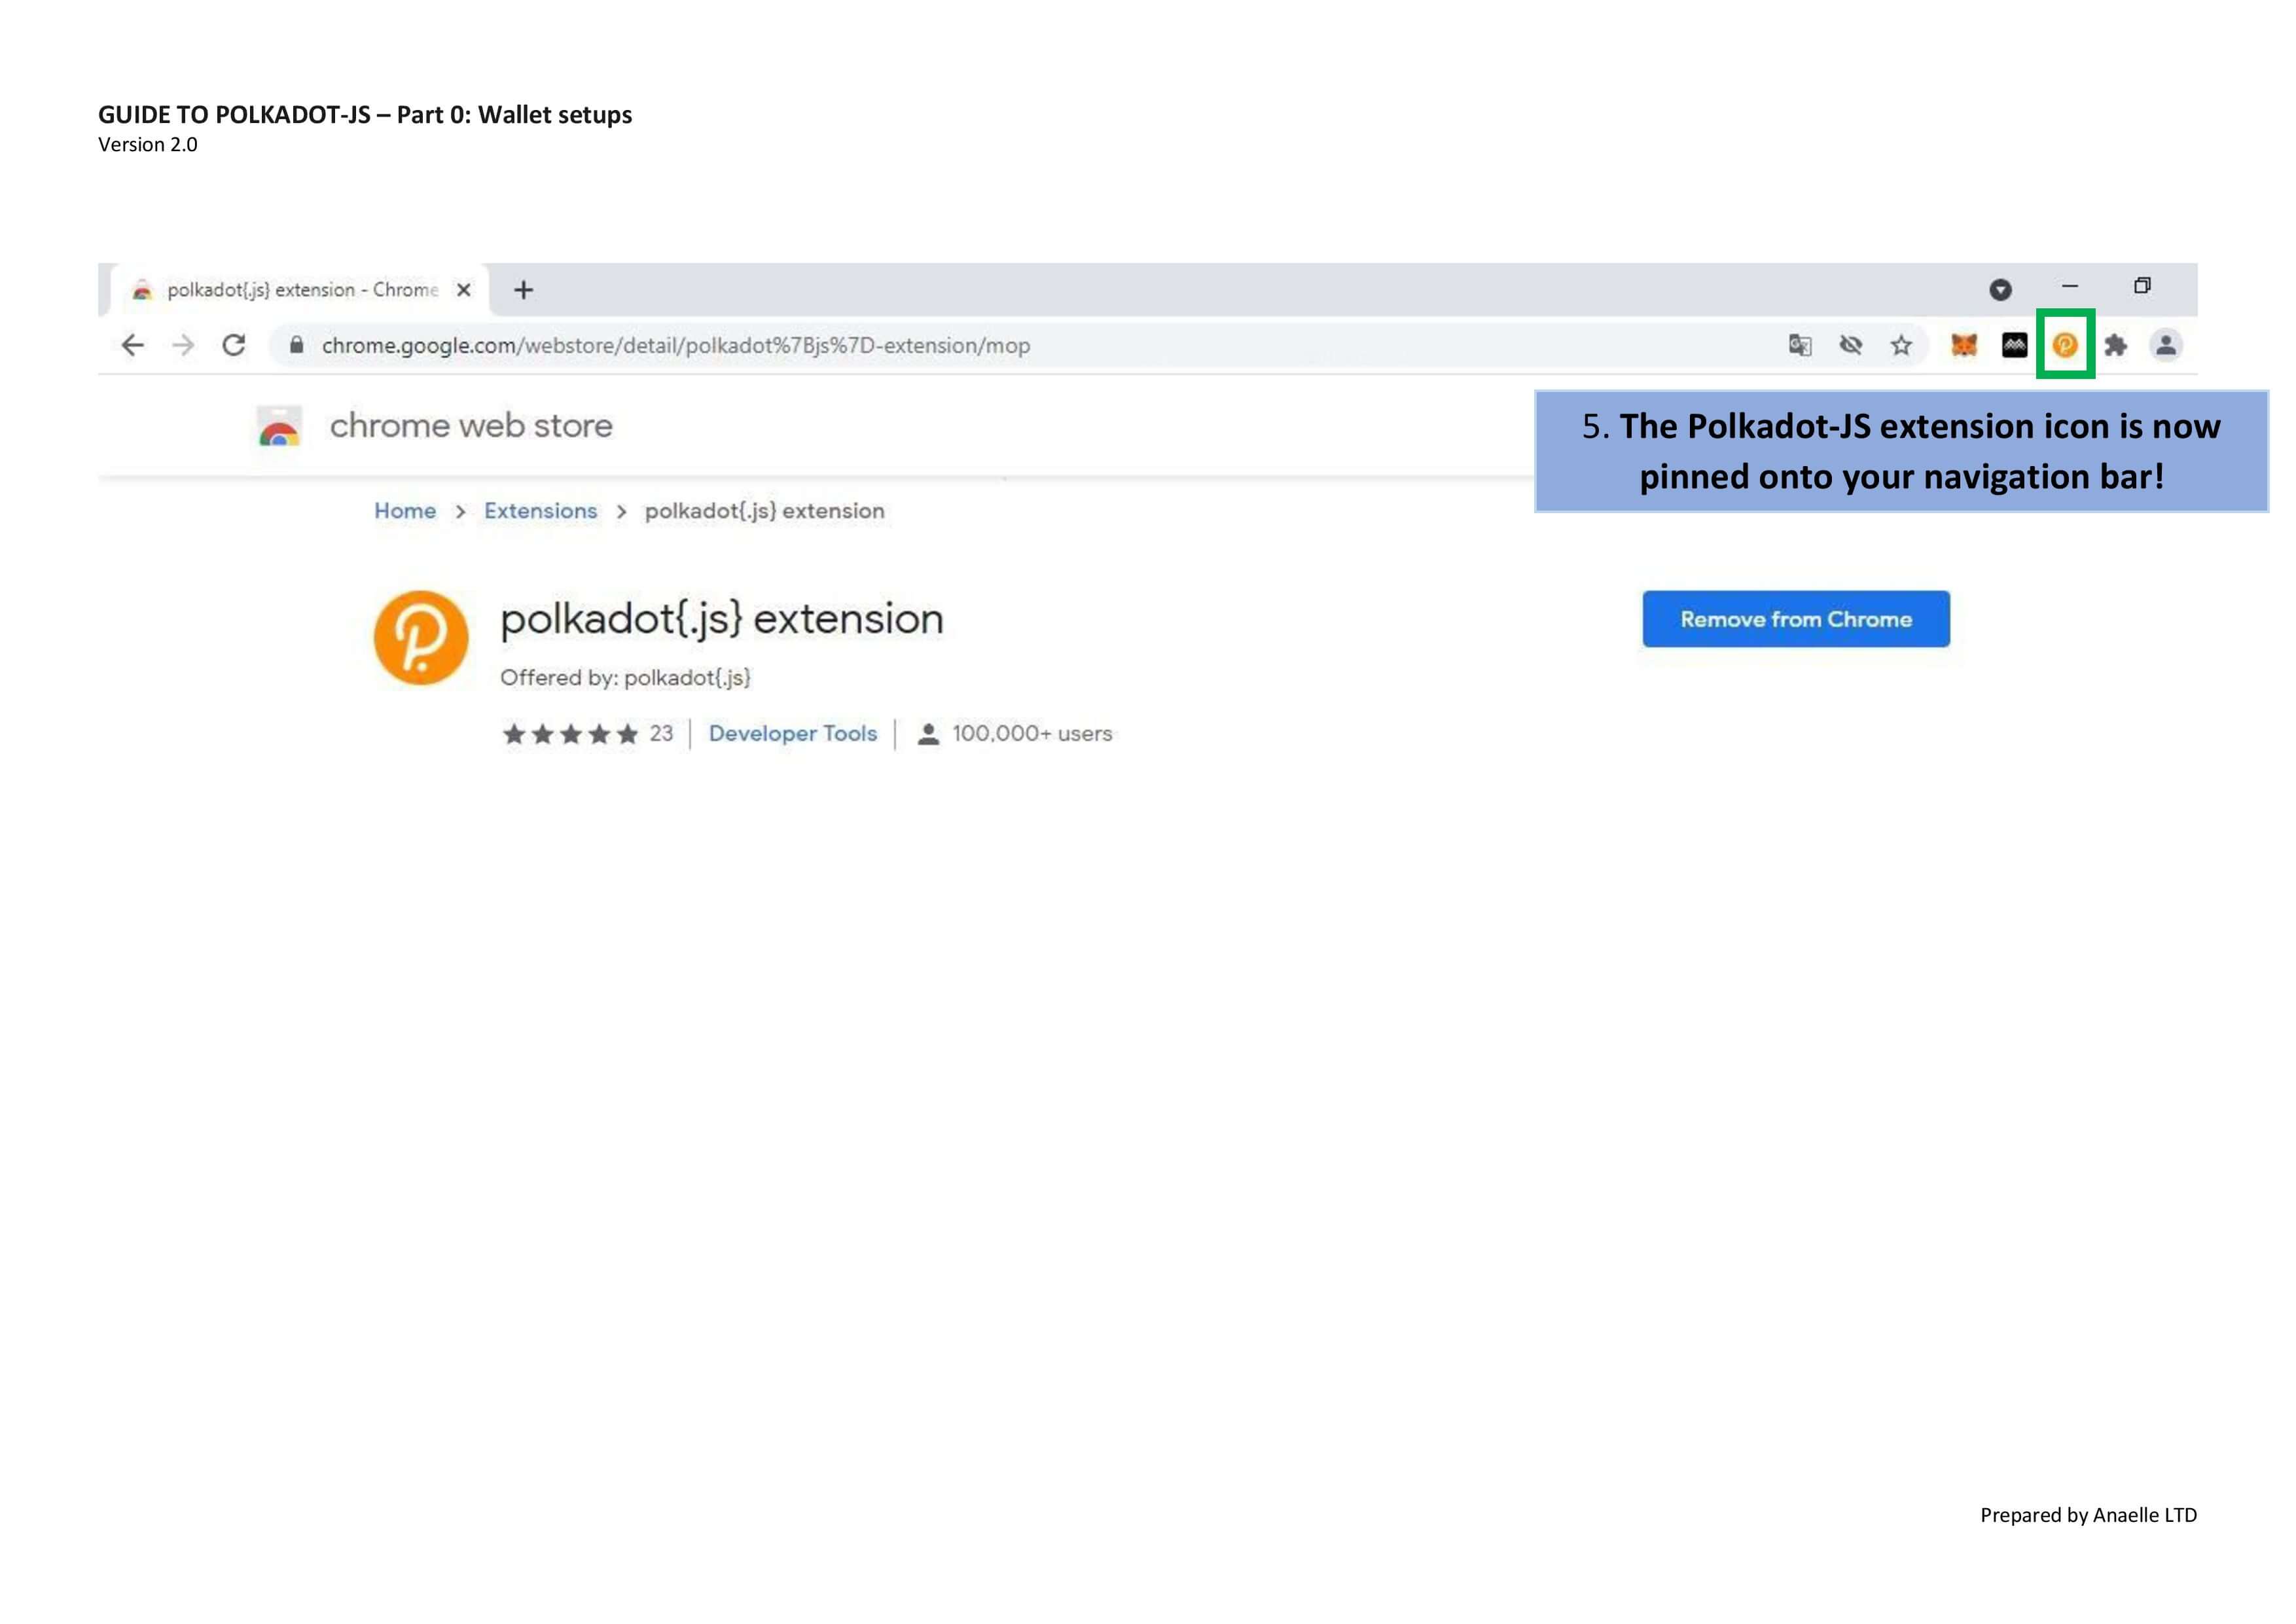 GUIDE TO POLKADOT-JS – Part 0: Wallet setups
Version 2.0
polkadot{.js} extension - Chrome
chrome.google.com/webstore/detail/polkadot%7Bjs%7D-extension/mop
chrome web store
5. The Polkadot-JS extension icon is now
pinned onto your navigation bar!
Home > Extensions > polkadot{.js} extension
polkadot{.js} extension
Remove from Chrome
Offered by: polkadot{.js}
23 | Developer Tools | 100,000+ users
Prepared by Anaelle LTD